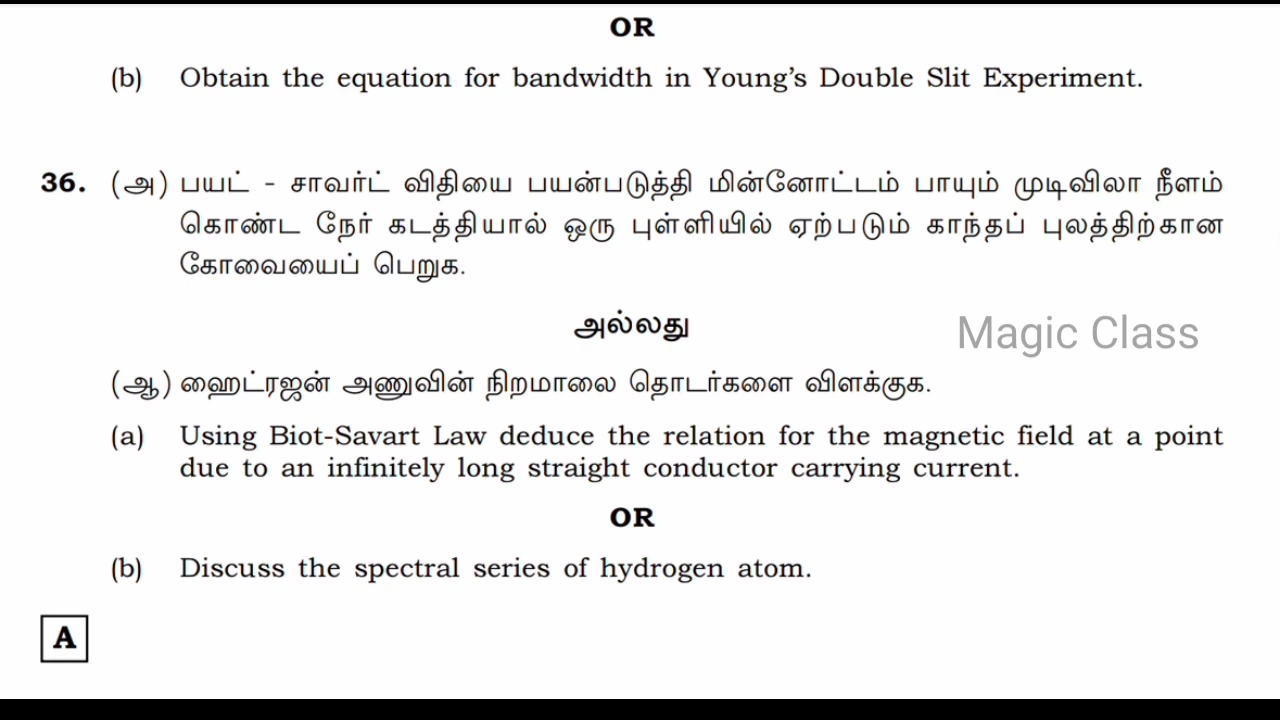 OR
(b) Obtain the equation for bandwidth in Young's Double Slit Experiment.
36. (அ) பயட் - சாவர்ட் விதியை பயன்படுத்தி மின்னோட்டம் பாயும் முடிவிலா நீளம்
கொண்ட நேர் கடத்தியால் ஒரு புள்ளியில் ஏற்படும் காந்தப் புலத்திற்கான
கோவையைப் பெறுக.
அல்லது
Magic Class
(ஆ) ஹைட்ரஜன் அணுவின் நிறமாலை தொடர்களை விளக்குக.
(a) Using Biot-Savart Law deduce the relation for the magnetic field at a point
due to an infinitely long straight conductor carrying current.
OR
(b) Discuss the spectral series of hydrogen atom.
A